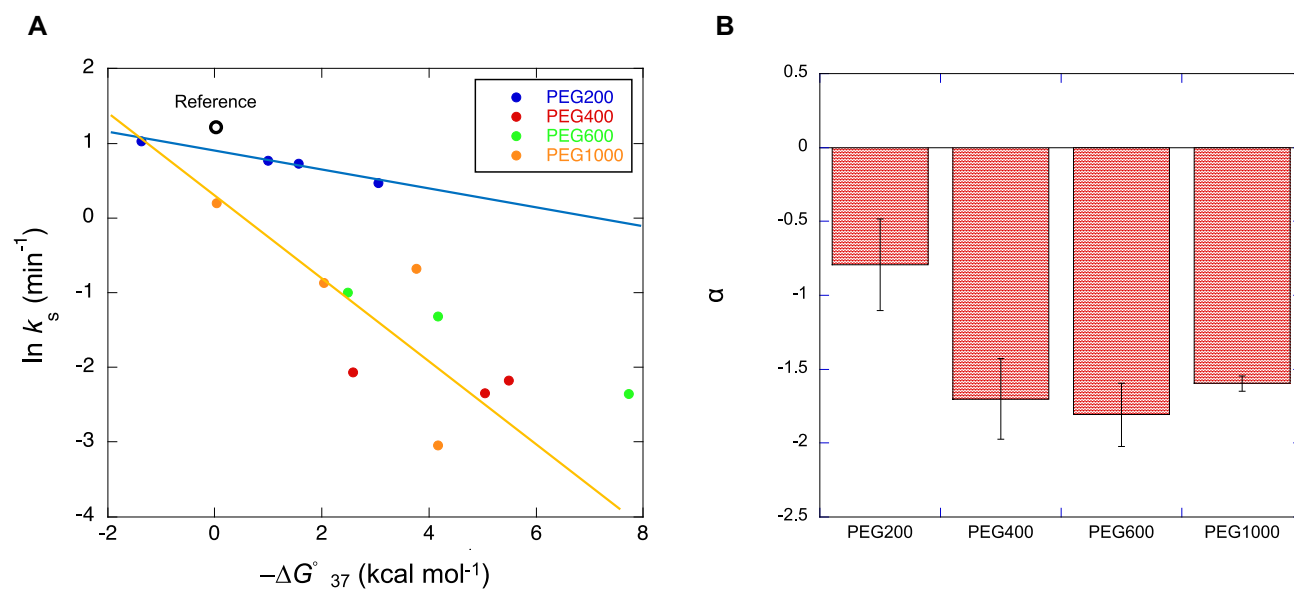 A
2
1
0
-1
-2
-3
-4
-2
0
2
4
6
8
ln kₛ (min⁻¹)
−ΔG° ₃₇ (kcal mol⁻¹)
Reference
PEG200
PEG400
PEG600
PEG1000
B
0.5
0
-0.5
-1
-1.5
-2
-2.5
α
PEG200
PEG400
PEG600
PEG1000